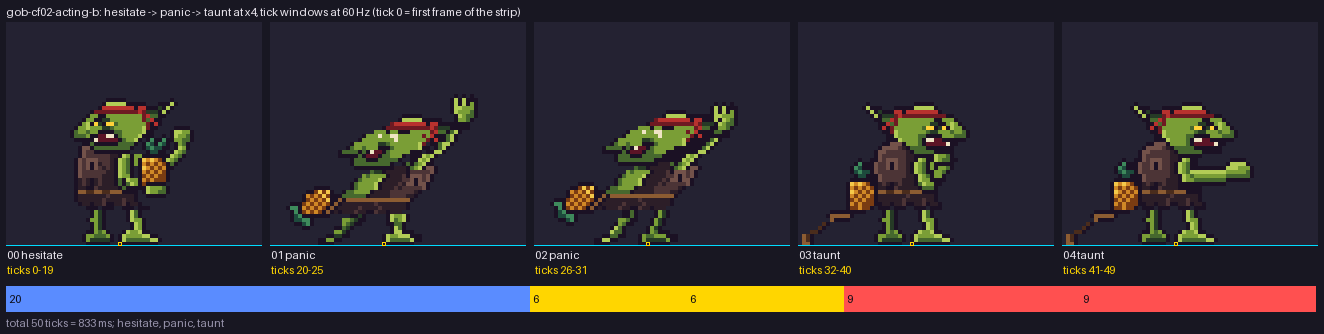 gob-cf02-acting-b: hesitate -> panic -> taunt at x4, tick windows at 60 Hz (tick 0 = first frame of the strip)
00 hesitate
ticks 0-19
01 panic
ticks 20-25
02 panic
ticks 26-31
03 taunt
ticks 32-40
04 taunt
ticks 41-49
20 6 6 9 9
total 50 ticks = 833 ms; hesitate, panic, taunt